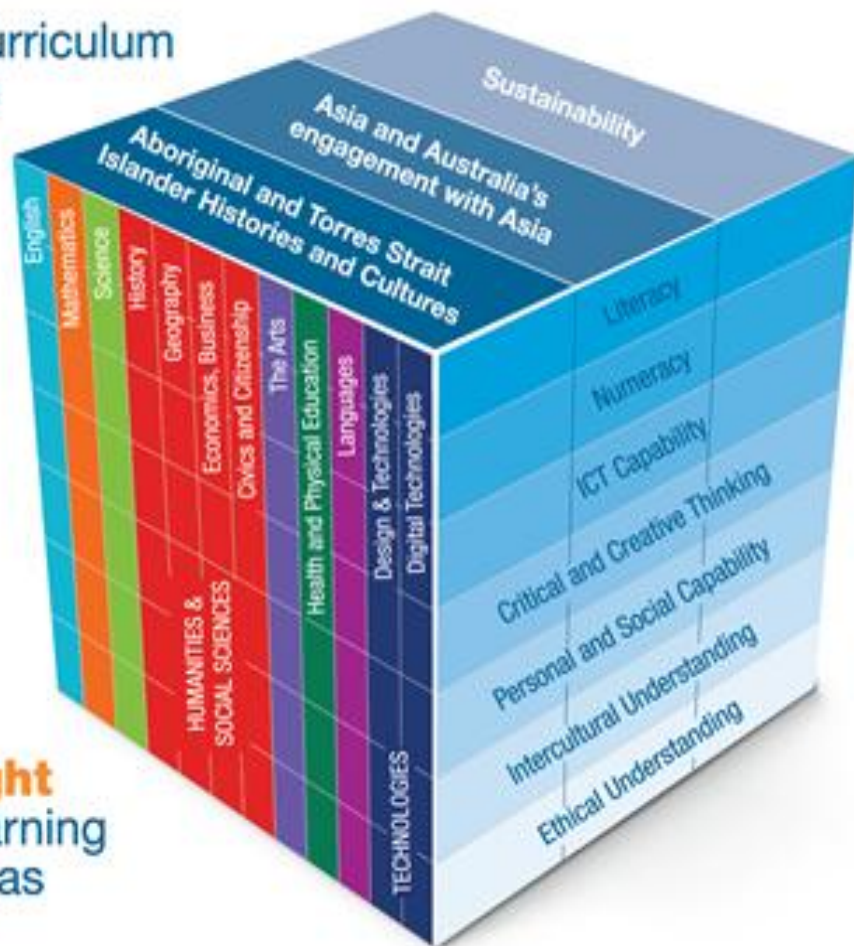 urriculum
Sustainability
Asia and Australia's
engagement with Asia
Aboriginal and Torres Strait
Islander Histories and Cultures
English
Mathematics
Science
History
Geography
Economics, Business
Civics and Citizenship
HUMANITIES &
SOCIAL SCIENCES
The Arts
Health and Physical Education
Languages
Design & Technologies
Digital Technologies
TECHNOLOGIES
Literacy
Numeracy
ICT Capability
Critical and Creative Thinking
Personal and Social Capability
Intercultural Understanding
Ethical Understanding
ght
arning
as